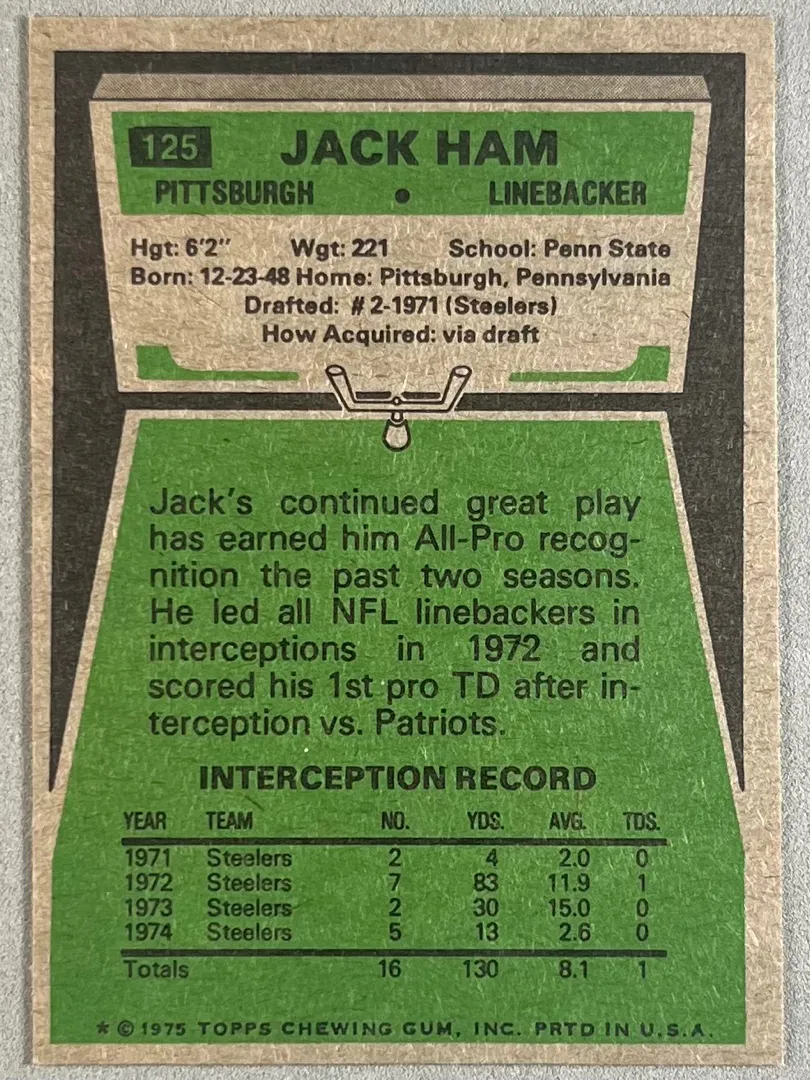 125 JACK HAM
PITTSBURGH • LINEBACKER
Hgt: 6'2" Wgt: 221 School: Penn State
Born: 12-23-48 Home: Pittsburgh, Pennsylvania
Drafted: #2-1971 (Steelers)
How Acquired: via draft
Jack's continued great play
has earned him All-Pro recog-
nition the past two seasons.
He led all NFL linebackers in
interceptions in 1972 and
scored his 1st pro TD after in-
terception vs. Patriots.
INTERCEPTION RECORD
YEAR TEAM NO. YDS. AVG. TDS.
1971 Steelers 2 4 2.0 0
1972 Steelers 7 83 11.9 1
1973 Steelers 2 30 15.0 0
1974 Steelers 5 13 2.6 0
Totals 16 130 8.1 1
* © 1975 TOPPS CHEWING GUM, INC. PRTD IN U.S.A.